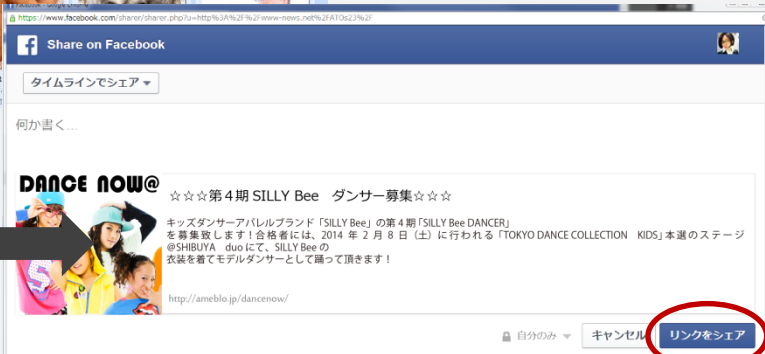 https://www.facebook.com/sharer/sharer.php?u=http%3A%2F%2Fwww-news.net%2FATOs23%2F
Share on Facebook
タイムラインでシェア
何か書く...
DANCE NOW@
☆☆☆第4期 SILLY Bee　ダンサー募集☆☆☆
キッズダンサーアパレルブランド「SILLY Bee」の第4期「SILLY Bee DANCER」
を募集致します！合格者には、2014 年 2 月 8 日（土）に行われる「TOKYO DANCE COLLECTION KIDS」本選のステージ
@SHIBUYA duoにて、SILLY Beeの
衣装を着てモデルダンサーとして踊って頂きます！
http://ameblo.jp/dancenow/
自分のみ キャンセル リンクをシェア